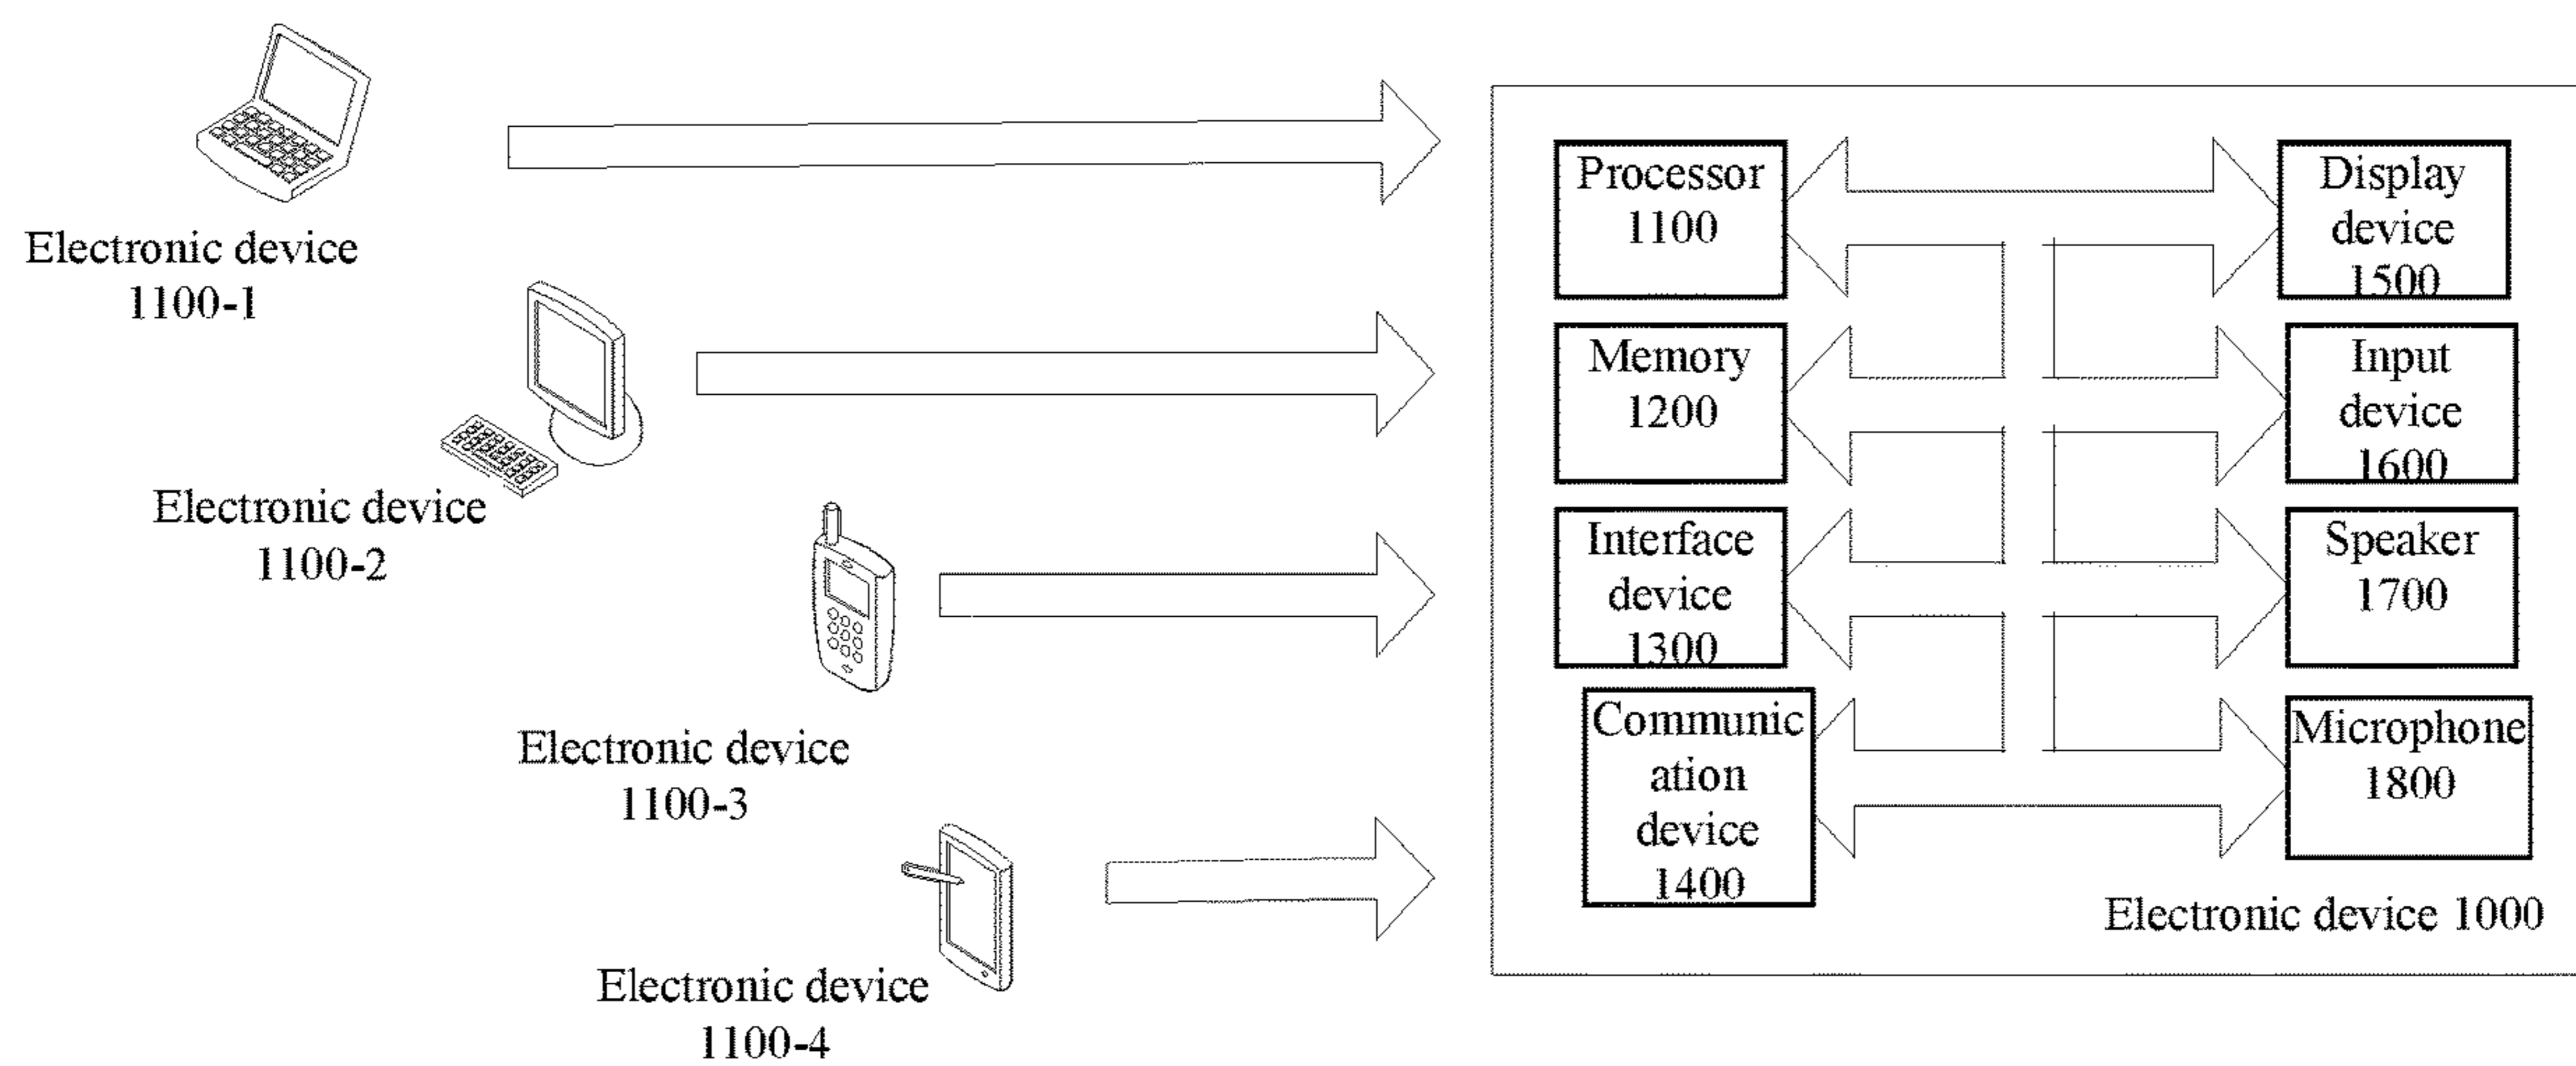 Electronic device
1100-1
Electronic device
1100-2
Electronic device
1100-3
Electronic device
1100-4
Processor
1100
Memory
1200
Interface
device
1300
Communic
ation
device
1400
Display
device
1500
Input
device
1600
Speaker
1700
Microphone
1800
Electronic device 1000